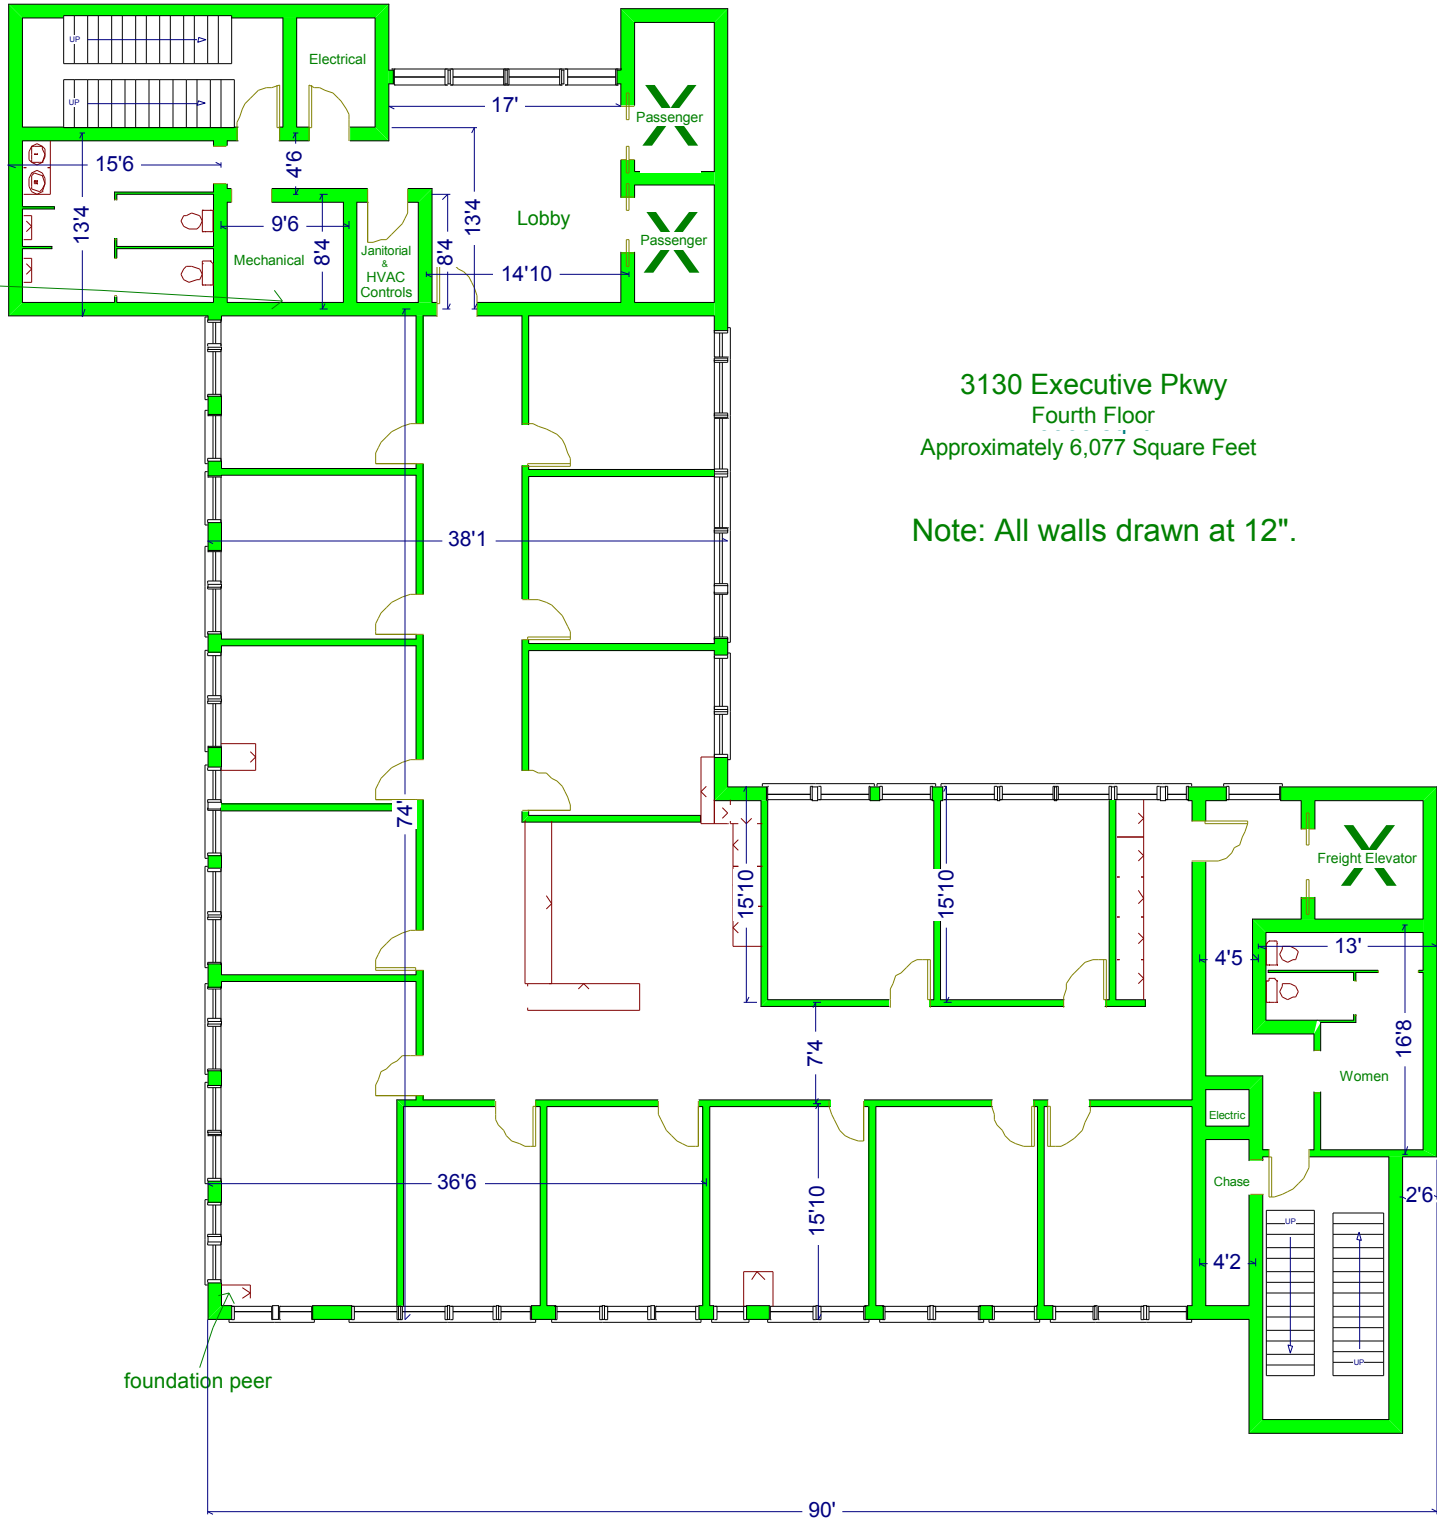 UP
Electrical
UP
17'
Passenger
15'6
4'6
13'4
9'6
8'4
Mechanical
Janitorial
&
HVAC
Controls
8'4
13'4
Lobby
14'10
Passenger
3130 Executive Pkwy
Fourth Floor
Approximately 6,077 Square Feet
Note: All walls drawn at 12".
38'1
74'
15'10
15'10
Freight Elevator
4'5
13'
16'8
7'4
Women
Electric
36'6
15'10
Chase
2'6
UP
4'2
UP
foundation peer
90'